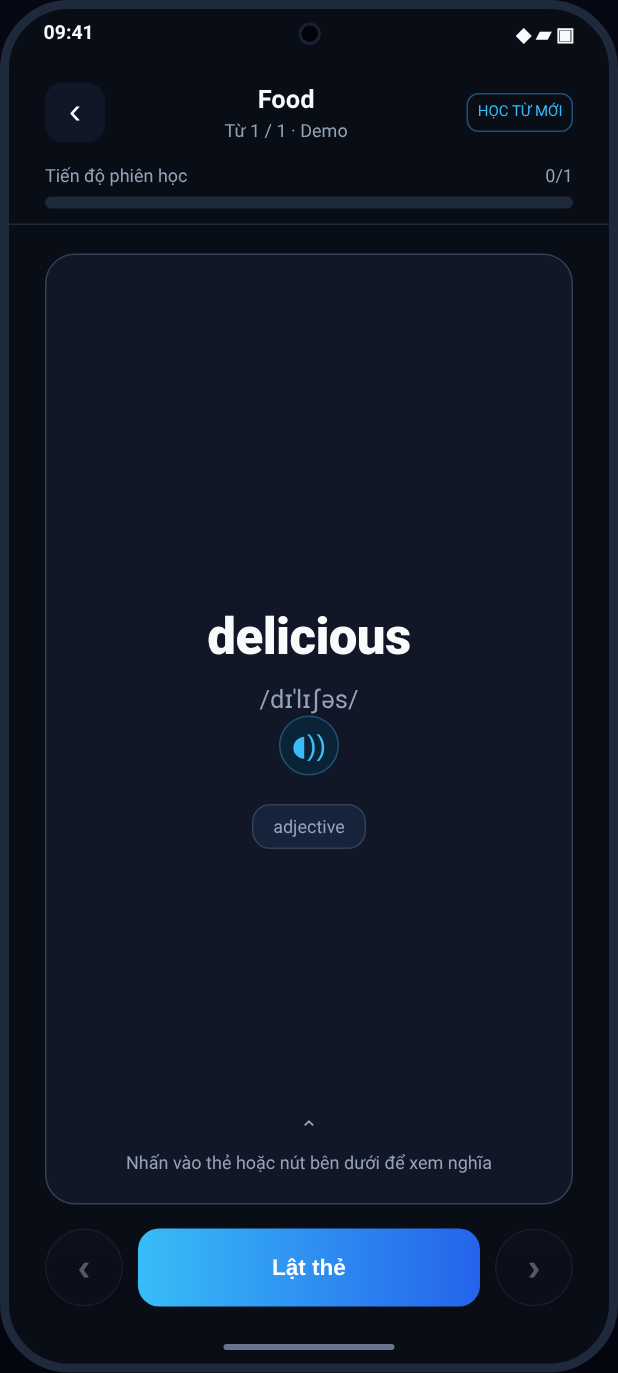 09:41
Food
Từ 1 / 1 · Demo
HỌC TỪ MỚI
Tiến độ phiên học
0/1
delicious
/dɪˈlɪʃəs/
adjective
Nhấn vào thẻ hoặc nút bên dưới để xem nghĩa
Lật thẻ